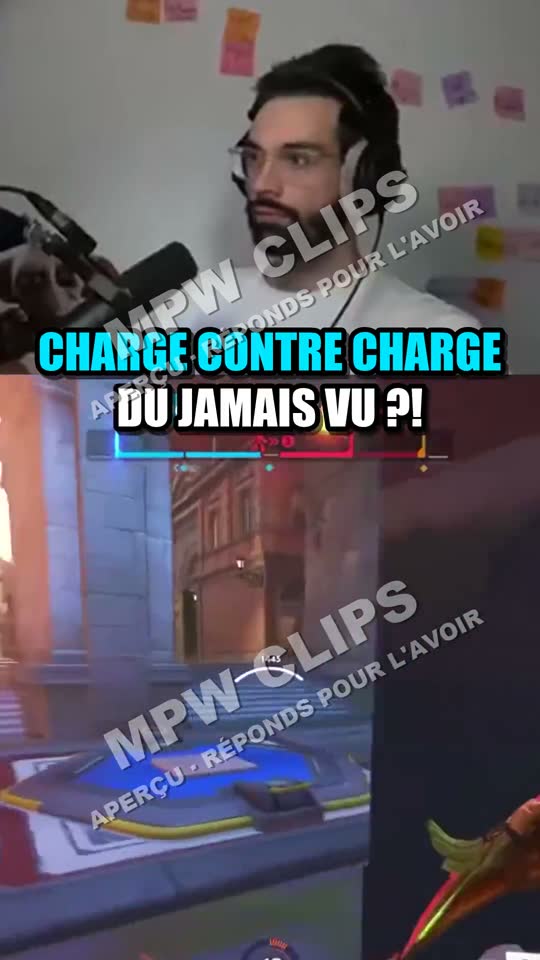 MPW CLIPS
APERÇU - RÉPONDS POUR L'AVOIR
CHARGE CONTRE CHARGE
DU JAMAIS VU ?!
MPW CLIPS
APERÇU - RÉPONDS POUR L'AVOIR